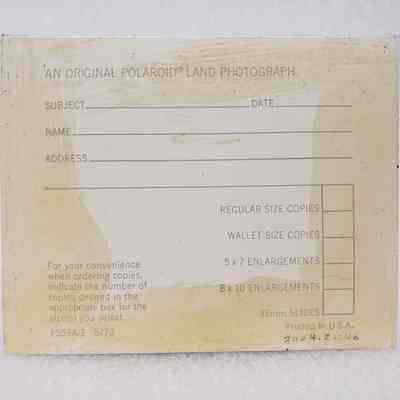 AN ORIGINAL POLAROID® LAND PHOTOGRAPH
SUBJECT DATE
NAME
ADDRESS
REGULAR SIZE COPIES
WALLET SIZE COPIES
5 x 7 ENLARGEMENTS
8 x 10 ENLARGEMENTS
35mm SLIDES
For your convenience
when ordering copies,
indicate the number of
copies desired in the
appropriate box for the
size(s) you select.
5/73
Printed in U.S.A.